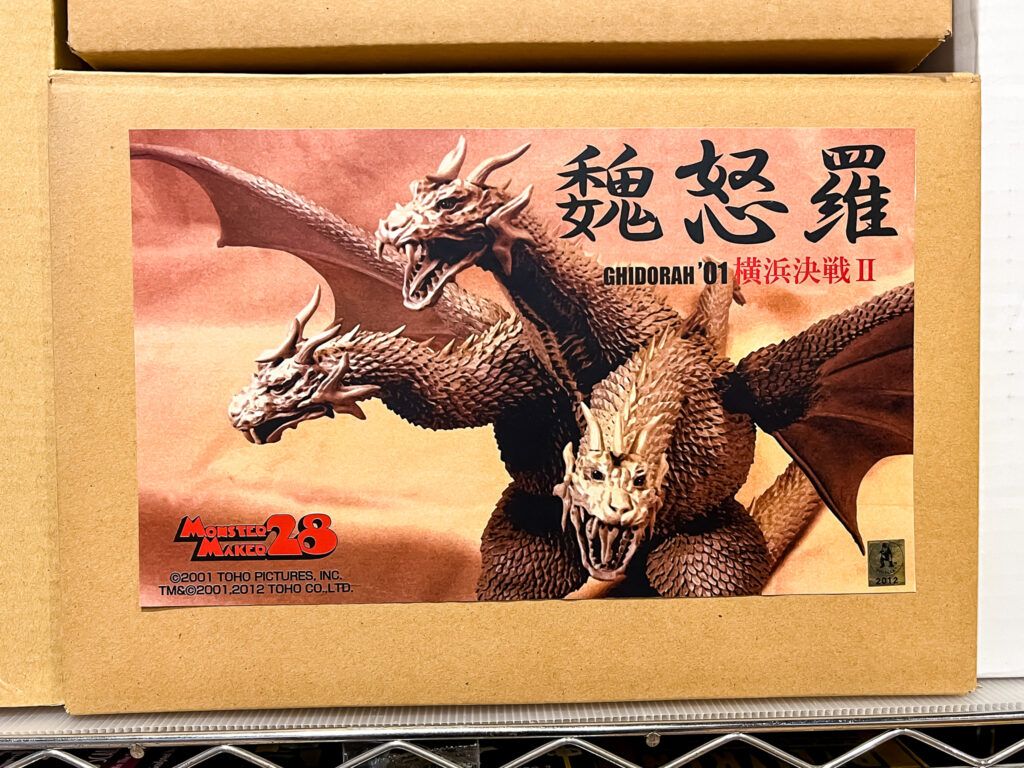 魏怒羅
GHIDORAH '01 横浜決戦 II
MONSTER MAKER 28
©2001 TOHO PICTURES, INC.
TM&©2001,2012 TOHO CO.,LTD.
2012